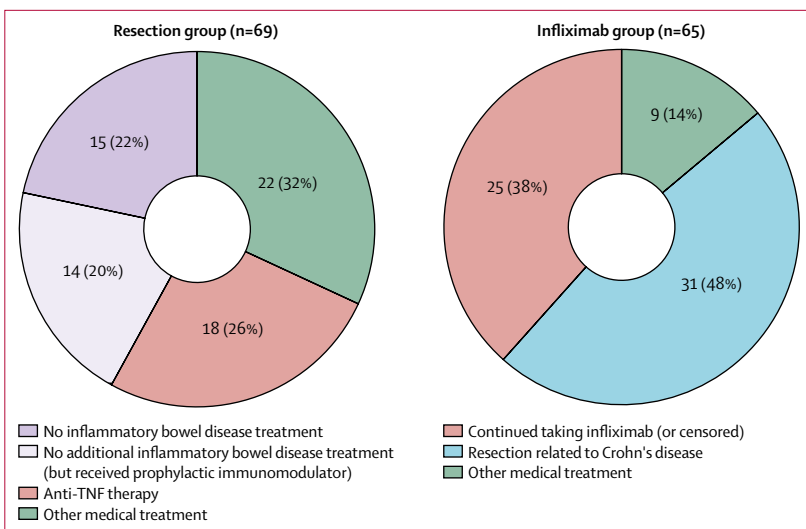 Resection group (n=69)
15 (22%)
22 (32%)
14 (20%)
18 (26%)
No inflammatory bowel disease treatment
No additional inflammatory bowel disease treatment
(but received prophylactic immunomodulator)
Anti-TNF therapy
Other medical treatment
Infliximab group (n=65)
9 (14%)
25 (38%)
31 (48%)
Continued taking infliximab (or censored)
Resection related to Crohn's disease
Other medical treatment